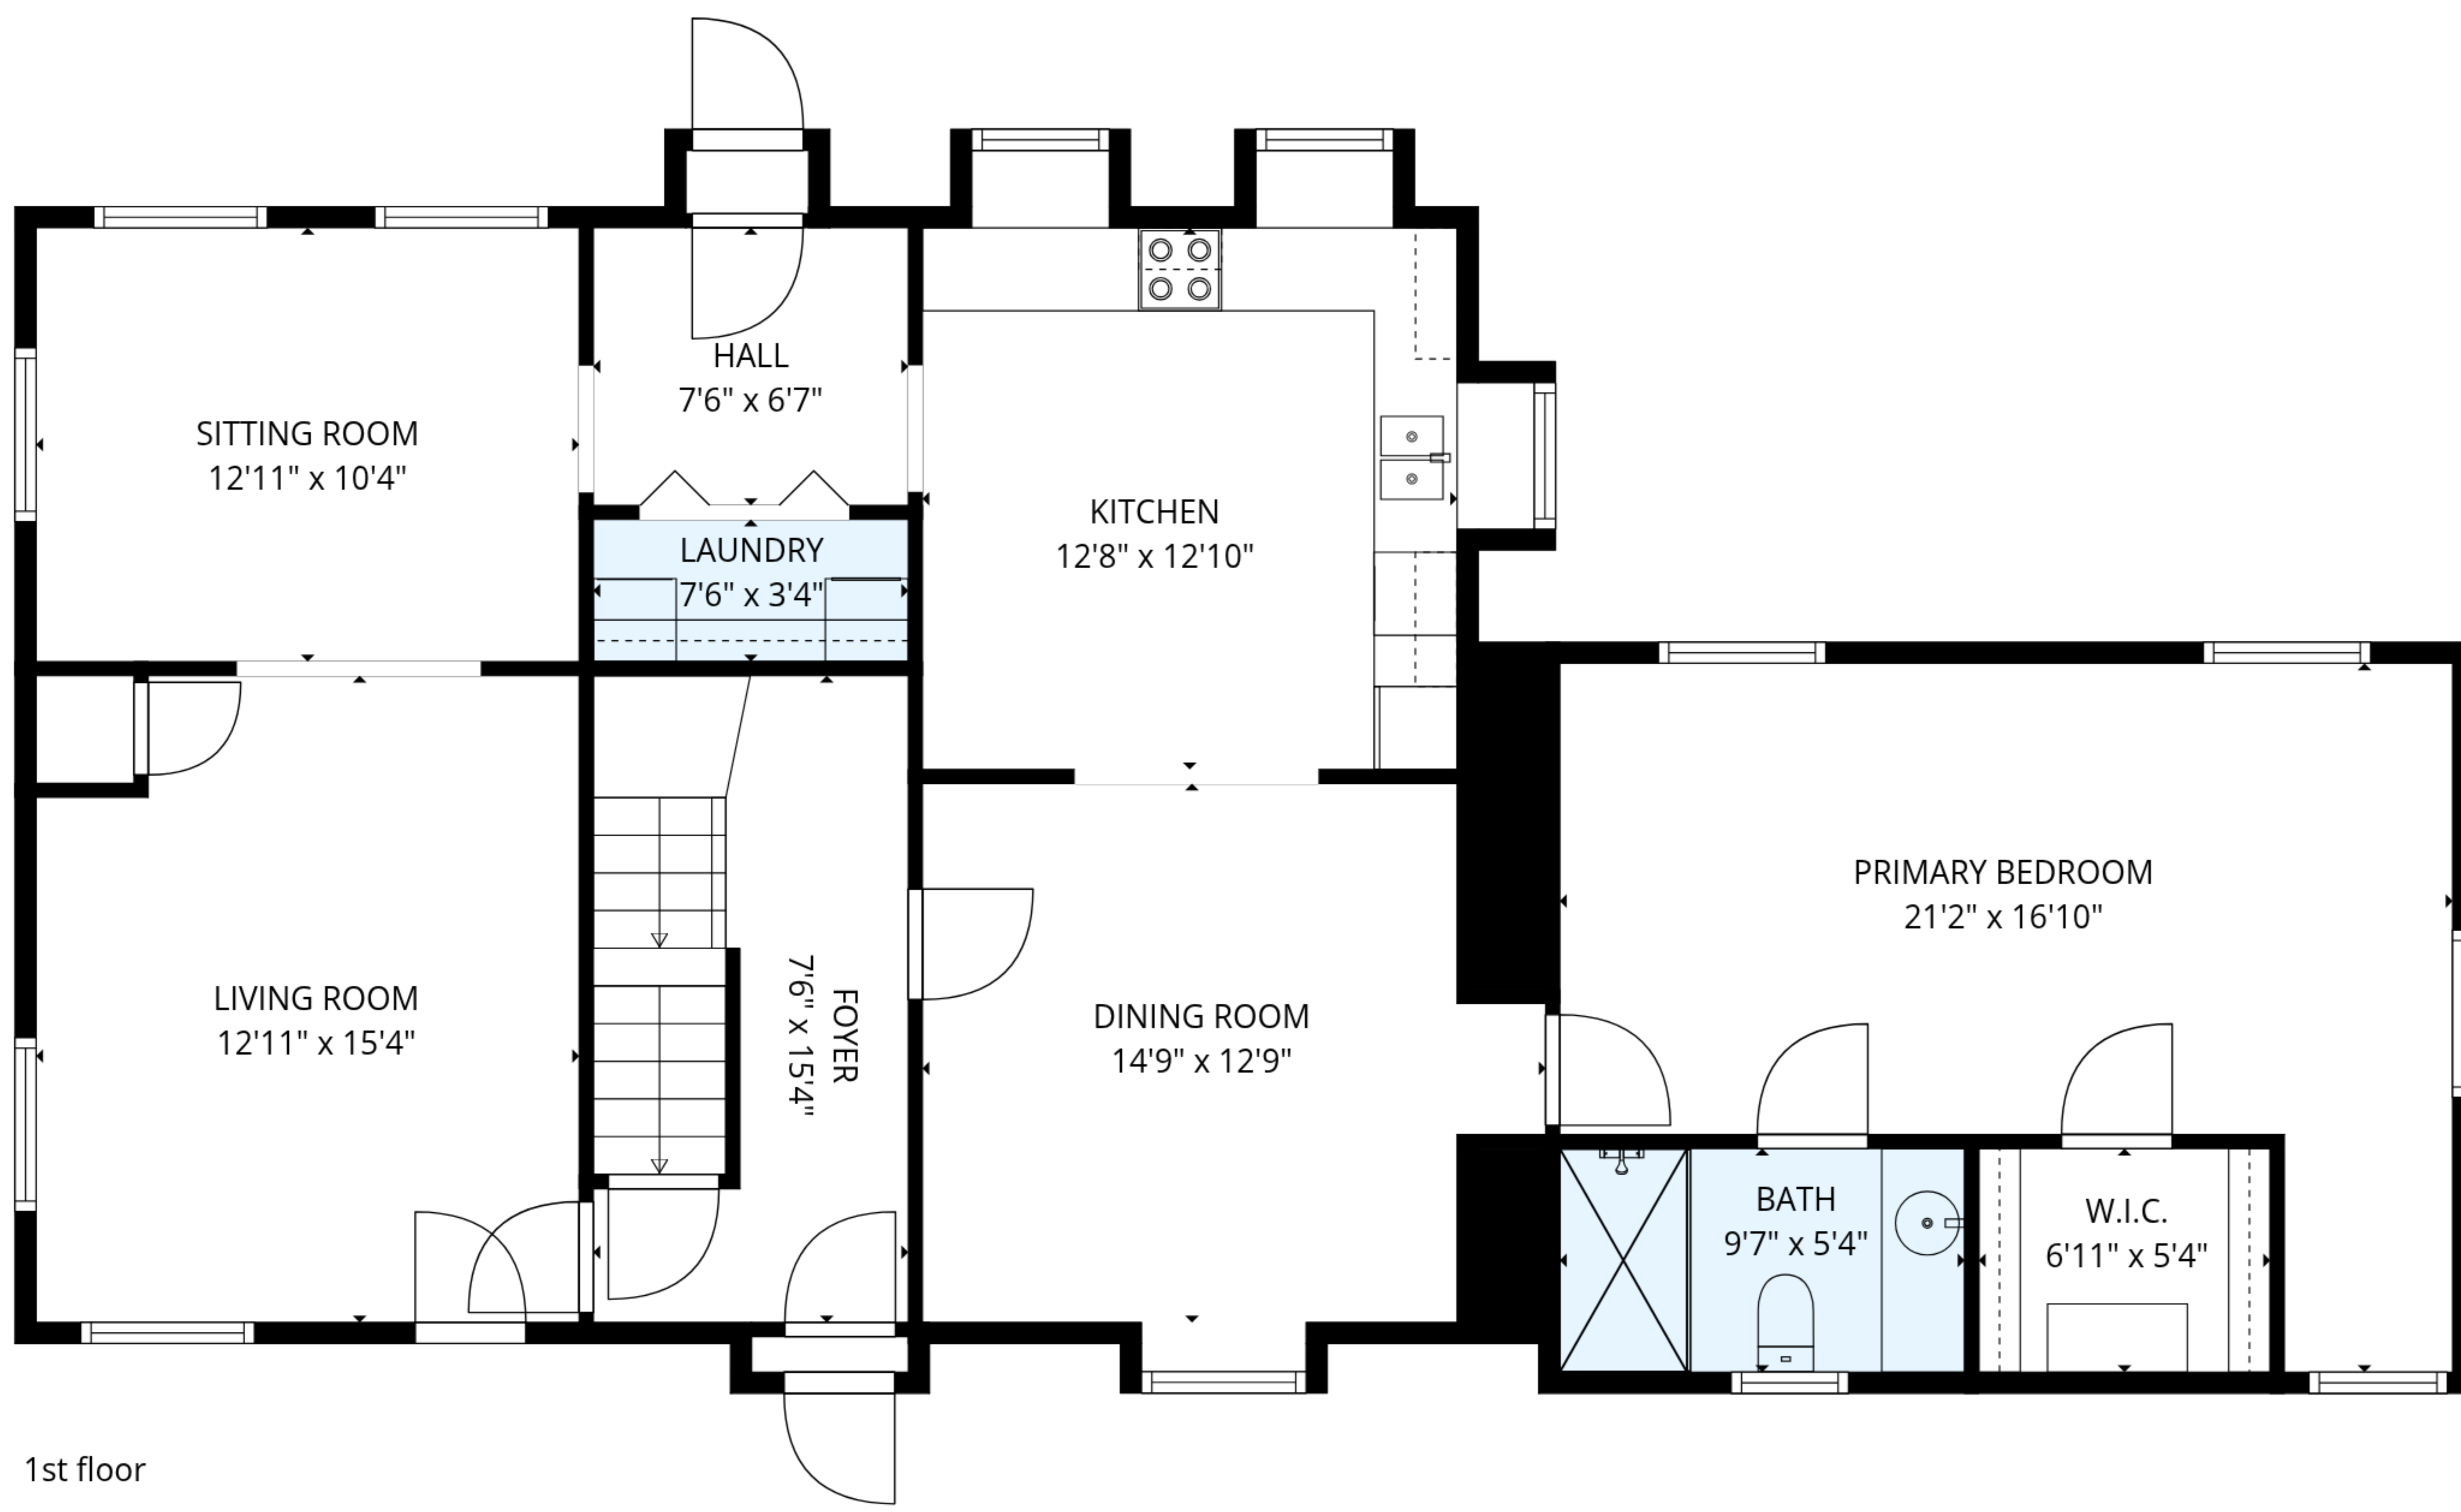 HALL
7'6" x 6'7"
SITTING ROOM
12'11" x 10'4"
KITCHEN
12'8" x 12'10"
LAUNDRY
7'6" x 3'4"
PRIMARY BEDROOM
21'2" x 16'10"
LIVING ROOM
12'11" x 15'4"
FOYER
7'6" x 15'4"
DINING ROOM
14'9" x 12'9"
BATH
9'7" x 5'4"
W.I.C.
6'11" x 5'4"
1st floor